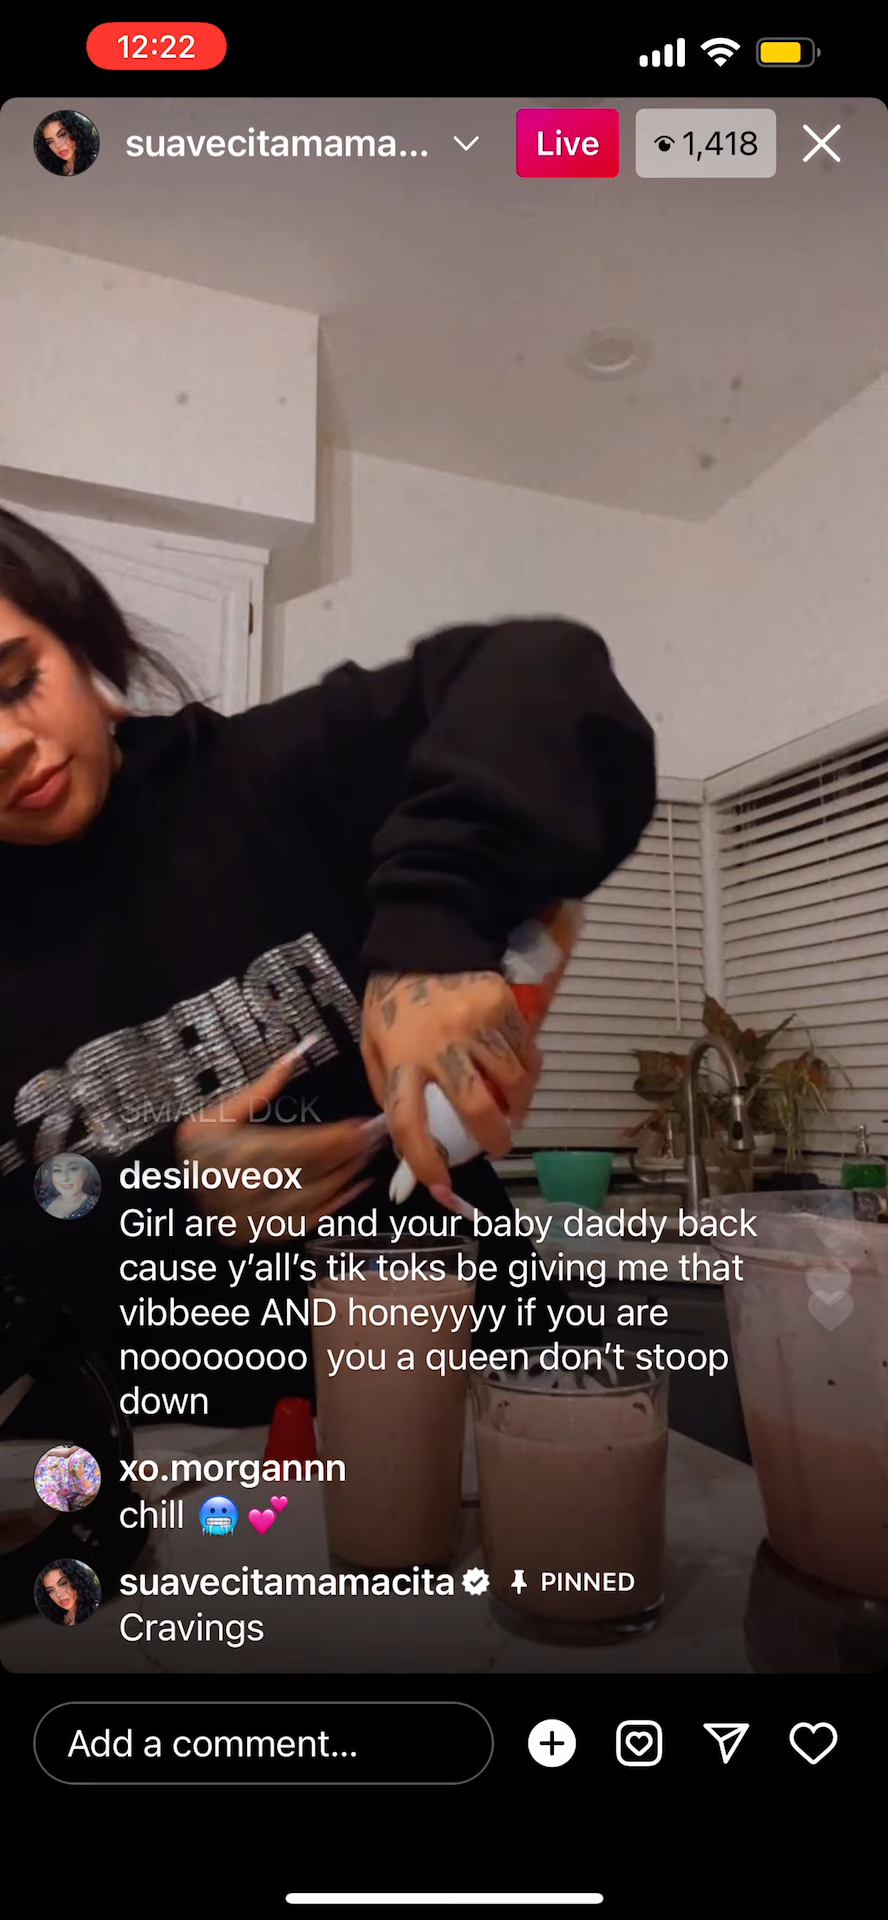 12:22
suavecitamama...
Live
1,418
SMALL DCK
desiloveox
Girl are you and your baby daddy back
cause y’all’s tik toks be giving me that
vibbeee AND honeyyyy if you are
noooooooo you a queen don’t stoop
down
xo.morgannn
chill 🥶 💕
suavecitamamacita PINNED
Cravings
Add a comment...